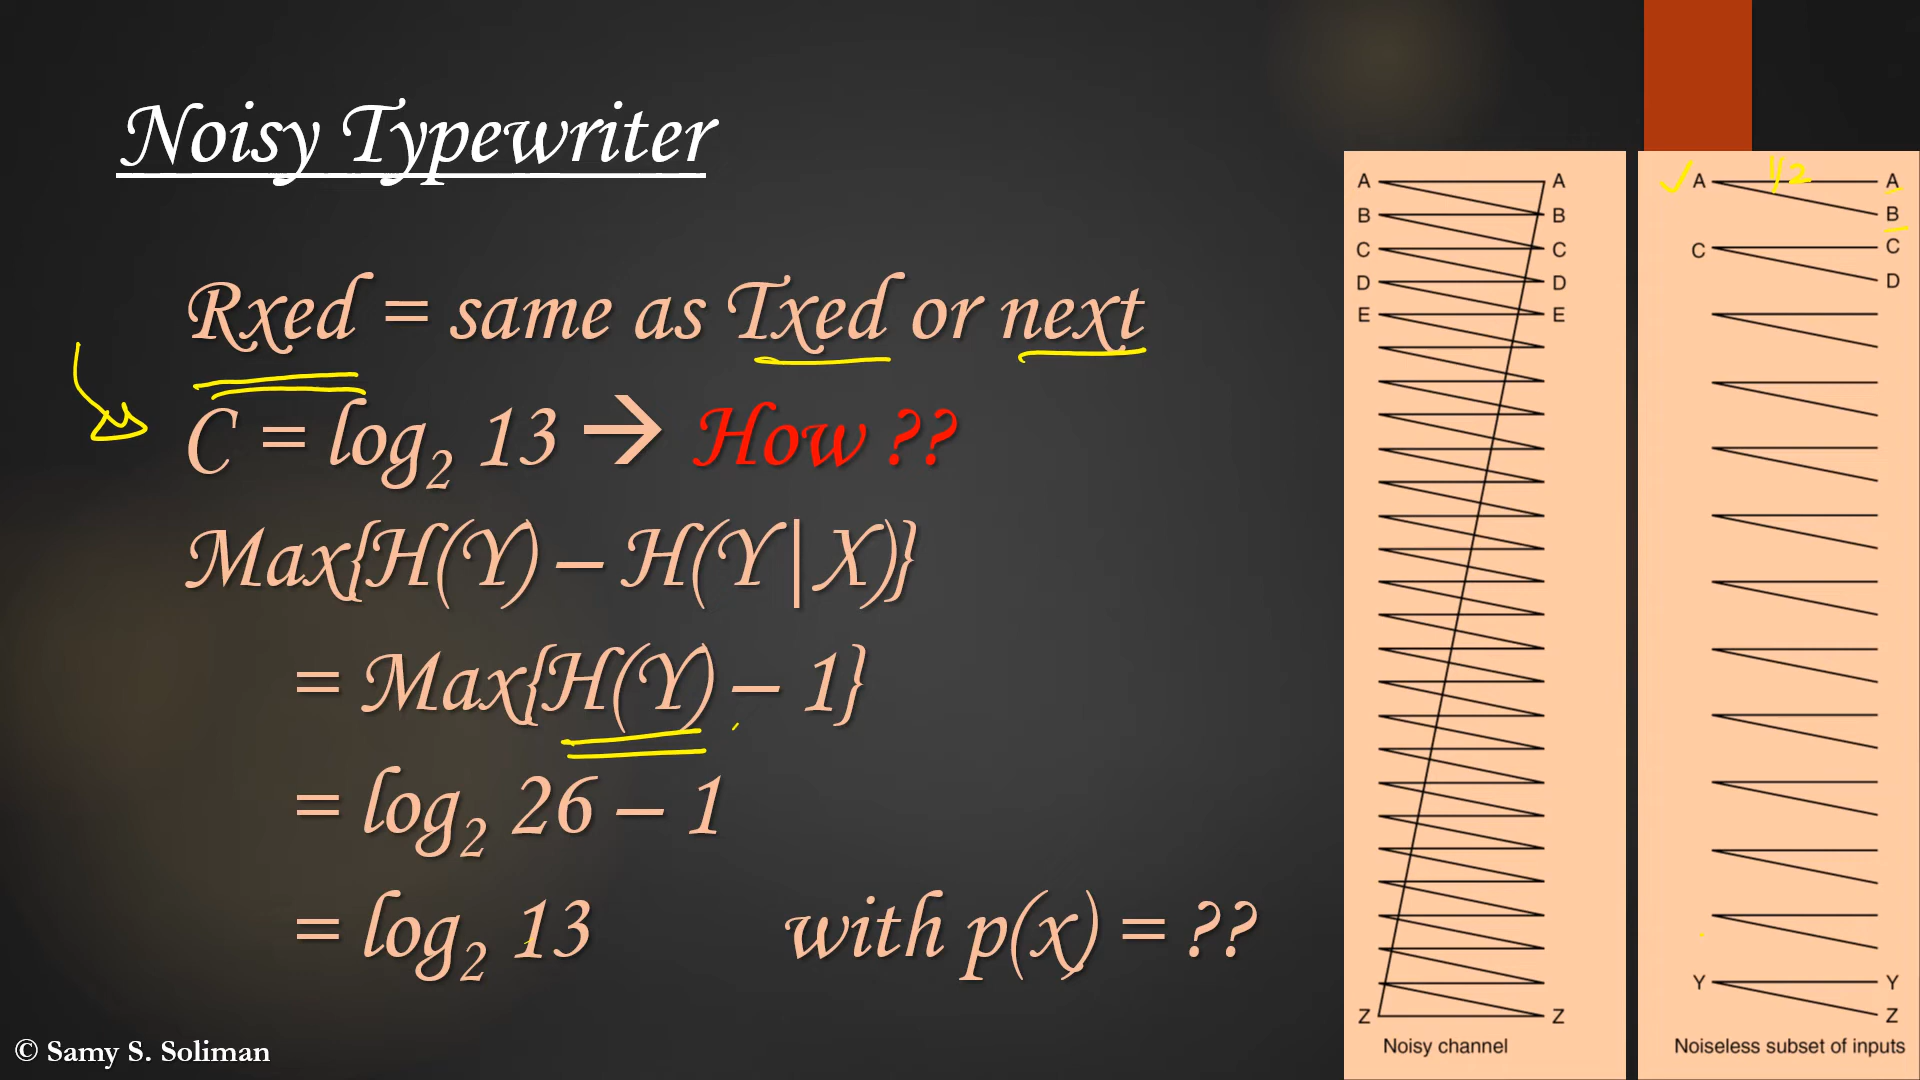 Noisy Typewriter
Rxed = same as Txed or next
C = log₂ 13 → How ??
Max{H(Y) – H(Y|X)}
= Max{H(Y) – 1}
= log₂ 26 – 1
= log₂ 13 with p(x) = ??
A A
B B
C C
D D
E E
Z Z
Noisy channel
A 1/2 A
B
C C
D
Y Y
Z
Noiseless subset of inputs
© Samy S. Soliman